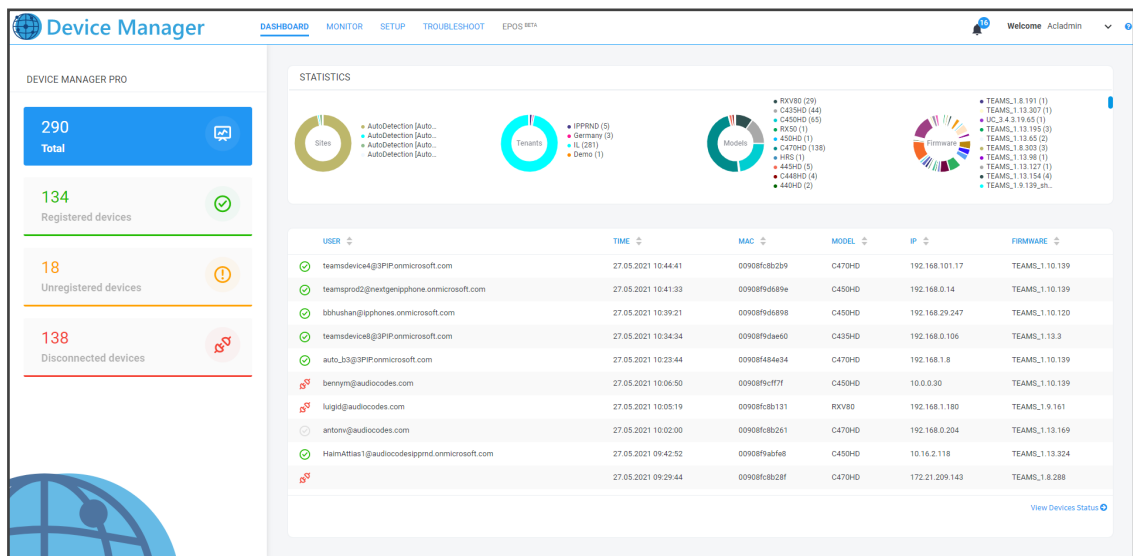 Device Manager
DASHBOARD MONITOR SETUP TROUBLESHOOT EPOS BETA
16
Welcome Acladmin
DEVICE MANAGER PRO
290
Total
134
Registered devices
18
Unregistered devices
138
Disconnected devices
STATISTICS
Sites
AutoDetection [Auto...
AutoDetection [Auto...
AutoDetection [Auto...
AutoDetection [Auto...
Tenants
IPPRND (5)
Germany (3)
IL (281)
Demo (1)
Models
RXV80 (29)
C435HD (44)
C450HD (65)
RX50 (1)
450HD (1)
C470HD (138)
HRS (1)
445HD (5)
C448HD (4)
440HD (2)
Firmware
TEAMS_1.8.191 (1)
TEAMS_1.13.307 (1)
UC_3.4.3.19.65 (1)
TEAMS_1.13.195 (3)
TEAMS_1.13.65 (2)
TEAMS_1.8.303 (3)
TEAMS_1.13.98 (1)
TEAMS_1.13.127 (1)
TEAMS_1.13.154 (4)
TEAMS_1.9.139_sh...
USER TIME MAC MODEL IP FIRMWARE
teamsdevice4@3PIP.onmicrosoft.com 27.05.2021 10:44:41 00908fc8b2b9 C470HD 192.168.101.17 TEAMS_1.10.139
teamsprod2@nextgenipphone.onmicrosoft.com 27.05.2021 10:41:33 00908f9d689e C450HD 192.168.0.14 TEAMS_1.10.139
bbhushan@ipphones.onmicrosoft.com 27.05.2021 10:39:21 00908f9d6898 C450HD 192.168.29.247 TEAMS_1.10.120
teamsdevice8@3PIP.onmicrosoft.com 27.05.2021 10:34:34 00908f9dae60 C435HD 192.168.0.106 TEAMS_1.13.3
auto_b3@3PIP.onmicrosoft.com 27.05.2021 10:23:44 00908f484e34 C470HD 192.168.1.8 TEAMS_1.10.139
bennym@audiocodes.com 27.05.2021 10:06:50 00908f9cff7f C450HD 10.0.0.30 TEAMS_1.10.139
luigid@audiocodes.com 27.05.2021 10:05:19 00908fc8b131 RXV80 192.168.1.180 TEAMS_1.9.161
antonv@audiocodes.com 27.05.2021 10:02:00 00908fc8b261 C470HD 192.168.0.204 TEAMS_1.13.169
HaimAttias1@audiocodesipprnd.onmicrosoft.com 27.05.2021 09:42:52 00908f9abfe8 C450HD 10.16.2.118 TEAMS_1.13.324
27.05.2021 09:29:44 00908fc8b28f C470HD 172.21.209.143 TEAMS_1.8.288
View Devices Status